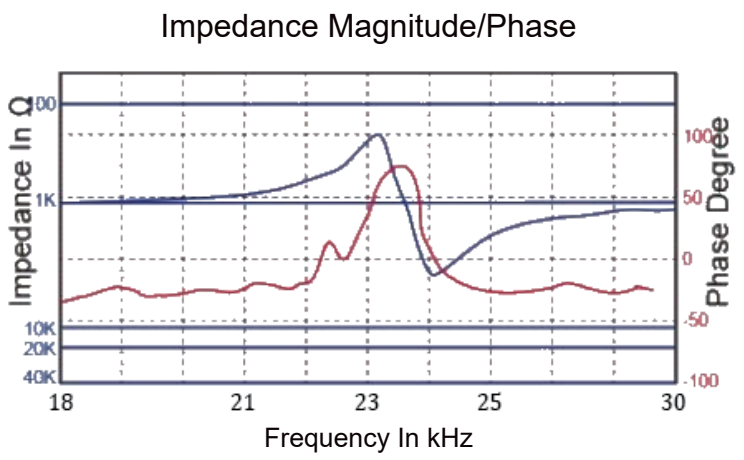 Impedance Magnitude/Phase
Impedance In Ω
1K
10K
20K
40K
100
50
0
-50
-100
Phase Degree
18 21 23 25 30
Frequency In kHz